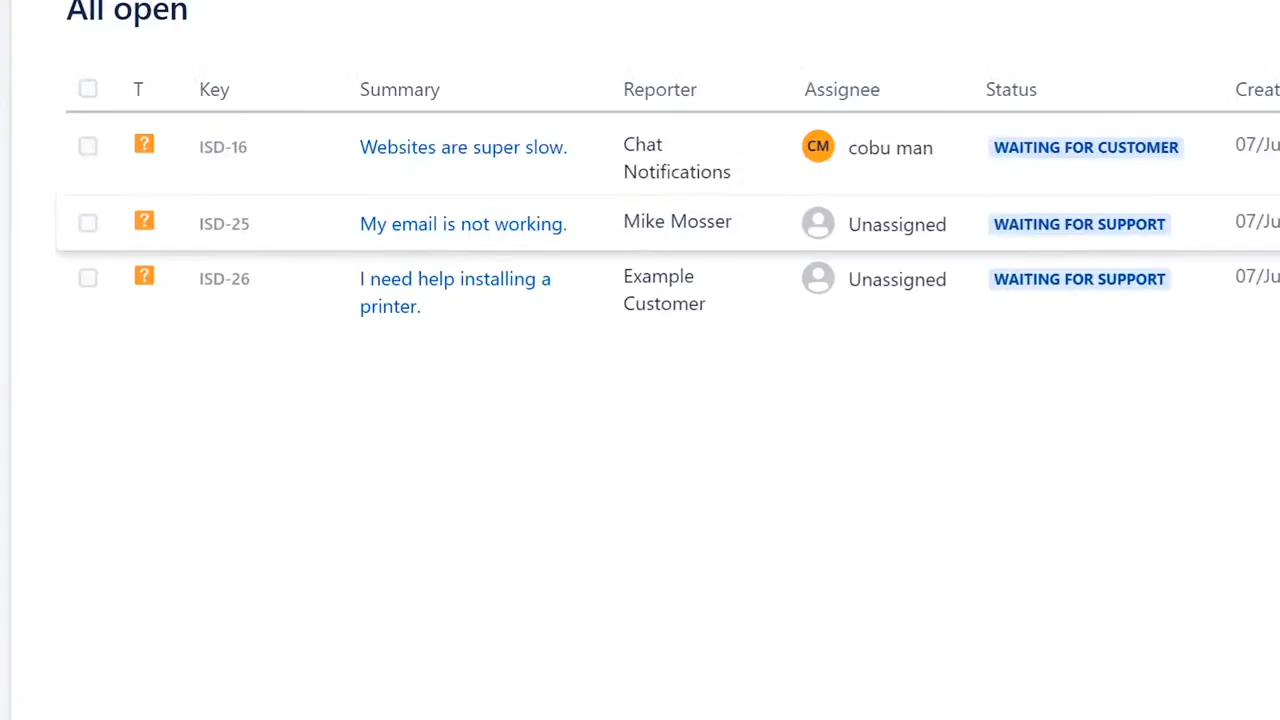 All open
T Key Summary Reporter Assignee Status Creat
? ISD-16 Websites are super slow. Chat Notifications CM cobu man WAITING FOR CUSTOMER 07/Ju
? ISD-25 My email is not working. Mike Mosser Unassigned WAITING FOR SUPPORT 07/Ju
? ISD-26 I need help installing a printer. Example Customer Unassigned WAITING FOR SUPPORT 07/Ju